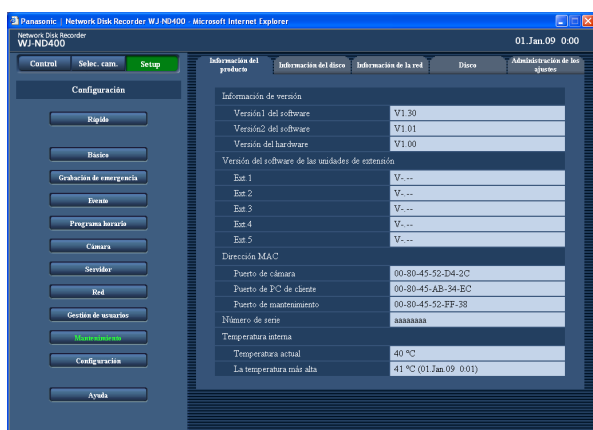 Panasonic | Network Disk Recorder WJ-ND400 - Microsoft Internet Explorer
Network Disk Recorder
WJ-ND400
01.Jan.09 0:00
Control Selec. cam. Setup
Configuración
Rápido
Básico
Grabación de emergencia
Evento
Programa horario
Cámara
Servidor
Red
Gestión de usuarios
Mantenimiento
Configuración
Ayuda
Información del producto
Información del disco
Información de la red
Disco
Administración de los ajustes
Información de versión
Versión1 del software V1.30
Versión2 del software V1.01
Versión del hardware V1.00
Versión del software de las unidades de extensión
Ext.1 V-.--
Ext.2 V-.--
Ext.3 V-.--
Ext.4 V-.--
Ext.5 V-.--
Dirección MAC
Puerto de cámara 00-80-45-52-D4-2C
Puerto de PC de cliente 00-80-45-AB-34-EC
Puerto de mantenimiento 00-80-45-52-FF-38
Número de serie aaaaaaaa
Temperatura interna
Temperatura actual 40 °C
La temperatura más alta 41 °C (01.Jan.09 0:01)